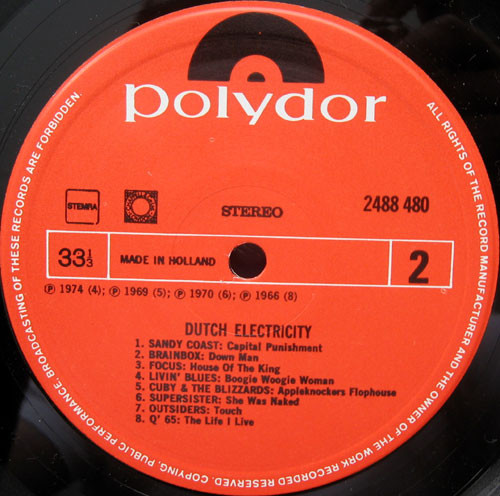 polydor
STEMRA
STEREO
2488 480
33 1/3
MADE IN HOLLAND
2
Ⓟ 1974 (4); Ⓟ 1969 (5); Ⓟ 1970 (6); Ⓟ 1966 (8)
DUTCH ELECTRICITY
1. SANDY COAST: Capital Punishment
2. BRAINBOX: Down Man
3. FOCUS: House Of The King
4. LIVIN' BLUES: Boogie Woogie Woman
5. CUBY & THE BLIZZARDS: Appleknockers Flophouse
6. SUPERSISTER: She Was Naked
7. OUTSIDERS: Touch
8. Q' 65: The Life I Live
ALL RIGHTS OF THE RECORD MANUFACTURER AND THE OWNER OF THE WORK RECORDED RESERVED. COPYING, PUBLIC PERFORMANCE, BROADCASTING OF THESE RECORDS ARE FORBIDDEN.